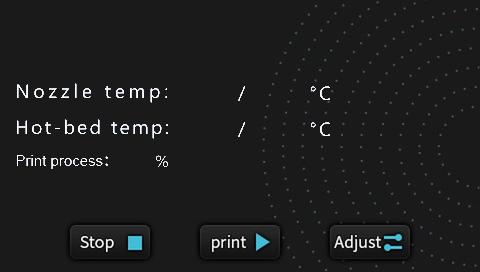 Nozzle temp: / °C
Hot-bed temp: / °C
Print process: %
Stop print Adjust